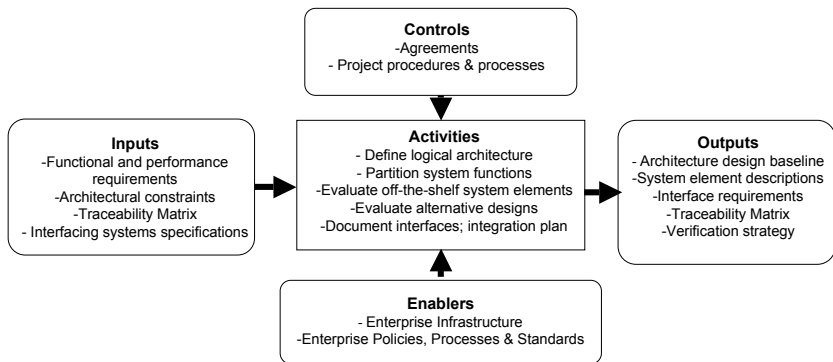 Controls
-Agreements
- Project procedures & processes
Inputs
-Functional and performance
requirements
-Architectural constraints
-Traceability Matrix
- Interfacing systems specifications
Activities
- Define logical architecture
- Partition system functions
-Evaluate off-the-shelf system elements
-Evaluate alternative designs
-Document interfaces; integration plan
Outputs
- Architecture design baseline
-System element descriptions
-Interface requirements
-Traceability Matrix
-Verification strategy
Enablers
- Enterprise Infrastructure
-Enterprise Policies, Processes & Standards